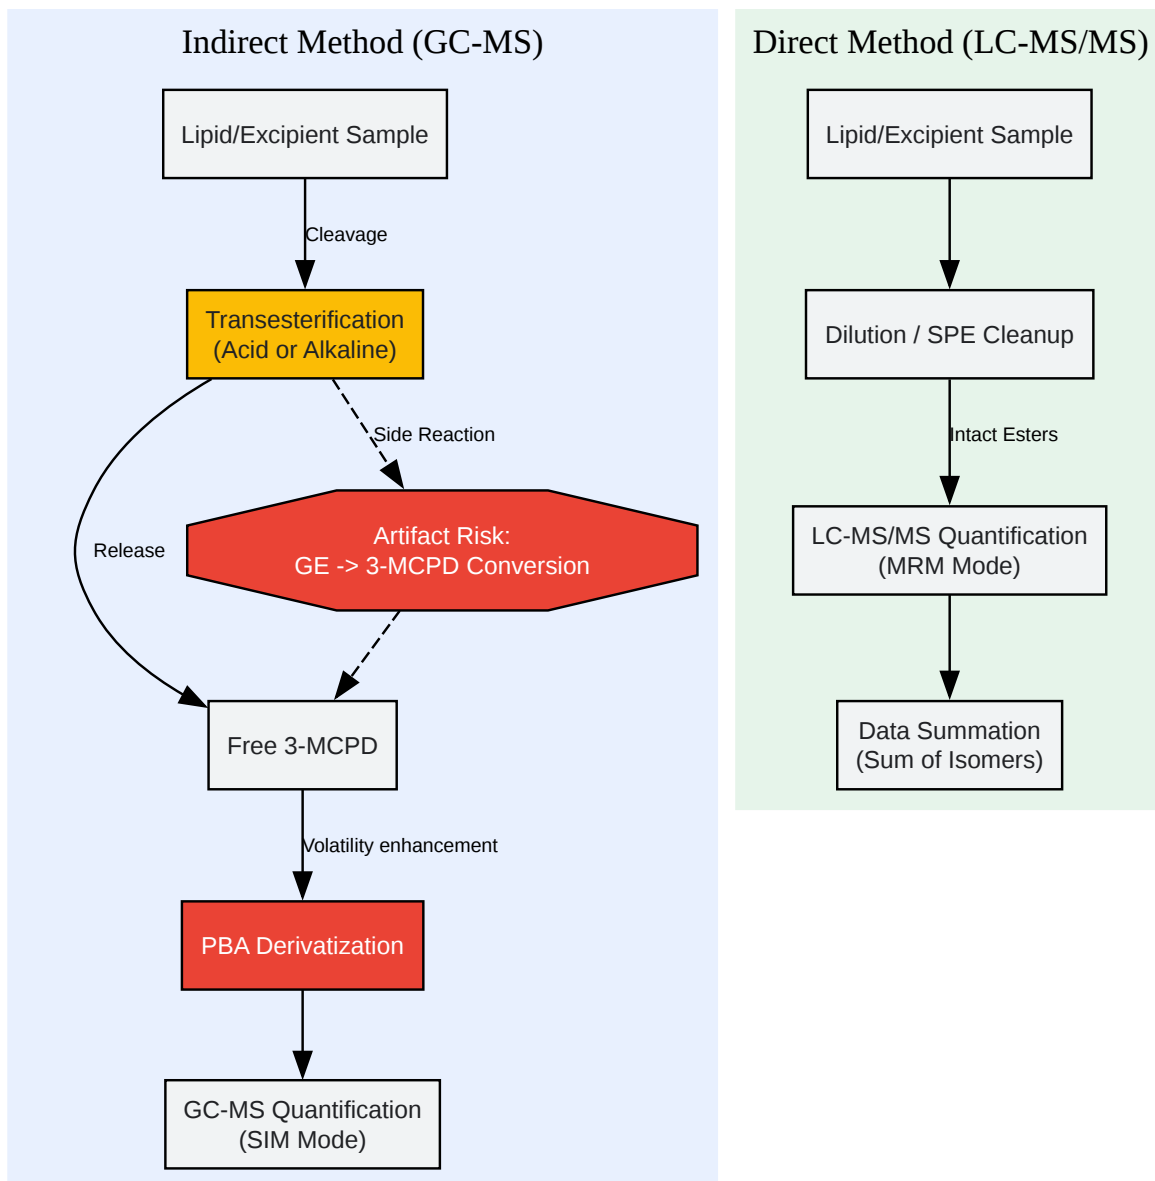 Indirect Method (GC-MS)
Lipid/Excipient Sample
Cleavage
Transesterification
(Acid or Alkaline)
Side Reaction
Release
Artifact Risk:
GE -> 3-MCPD Conversion
Free 3-MCPD
Volatility enhancement
PBA Derivatization
GC-MS Quantification
(SIM Mode)
Direct Method (LC-MS/MS)
Lipid/Excipient Sample
Dilution / SPE Cleanup
Intact Esters
LC-MS/MS Quantification
(MRM Mode)
Data Summation
(Sum of Isomers)